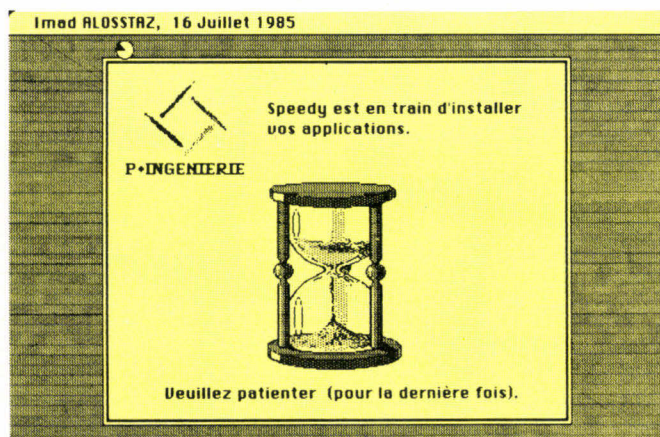 Imad ALOSSTAZ, 16 Juillet 1985
Speedy est en train d'installer
vos applications.
P•INGENIERIE
Veuillez patienter (pour la dernière fois).